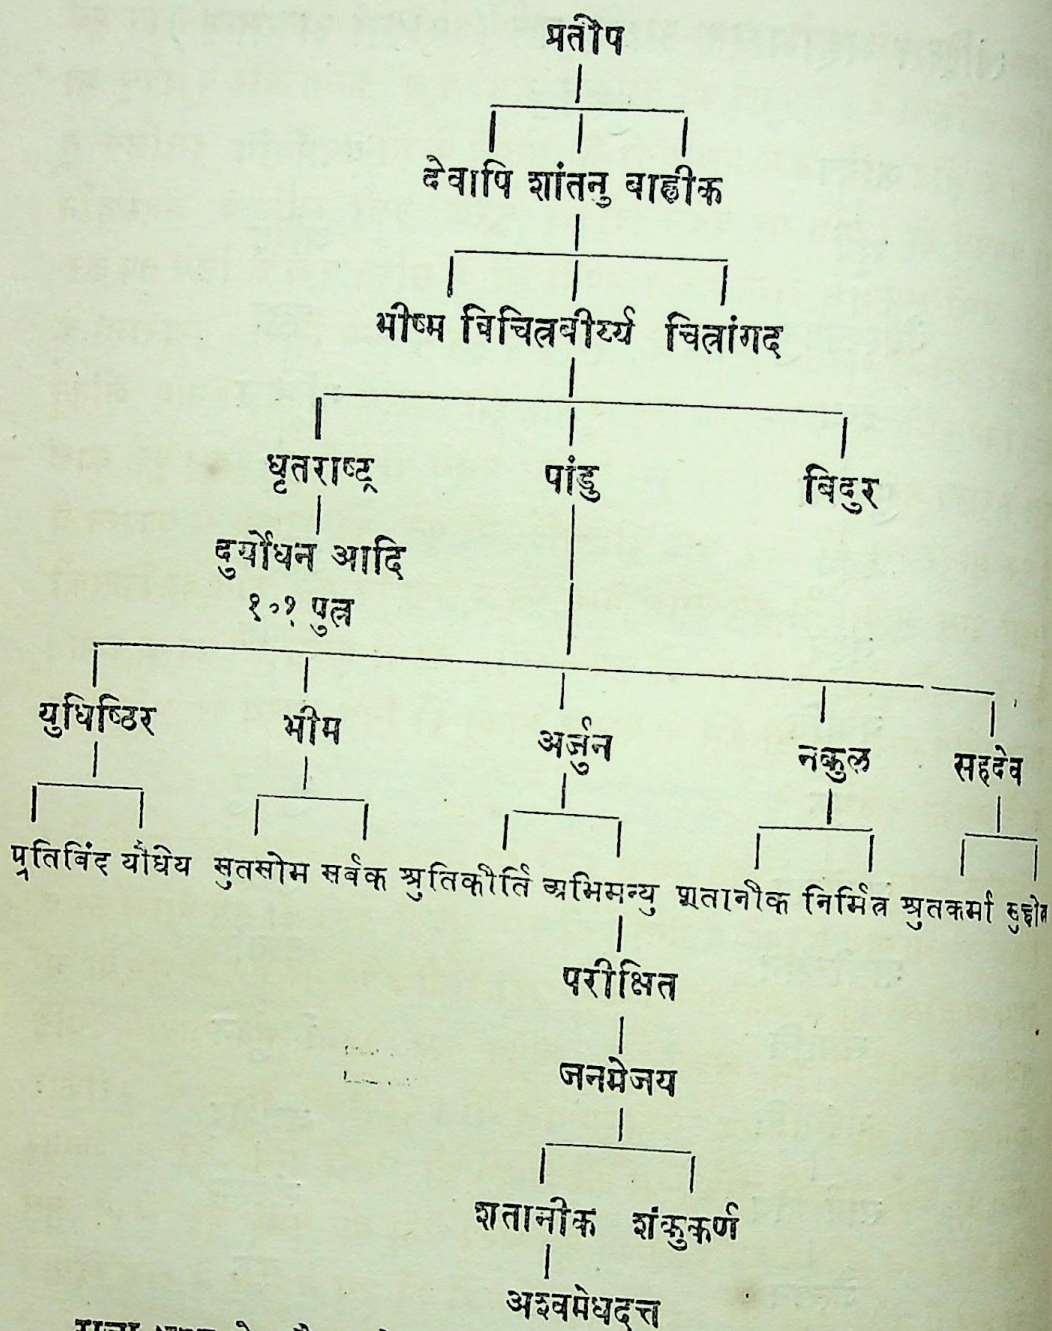 प्रतीप
देवापि शांतनु बाह्लीक
भीष्म विचित्रवीर्य्य चित्रांगद
धृतराष्ट्र पांडु बिदुर
दुर्योधन आदि
१०१ पुत्र
युधिष्ठिर भीम अर्जुन नकुल सहदेव
प्रतिबिंद यौधेय सुतसोम सर्वक श्रुतिकीर्ति अभिमन्यु शतानीक निर्मित्र श्रुतकर्मा सुहोत्र
परीक्षित
जनमेजय
शतानीक शंकुकर्ण
अश्वमेधदत्त